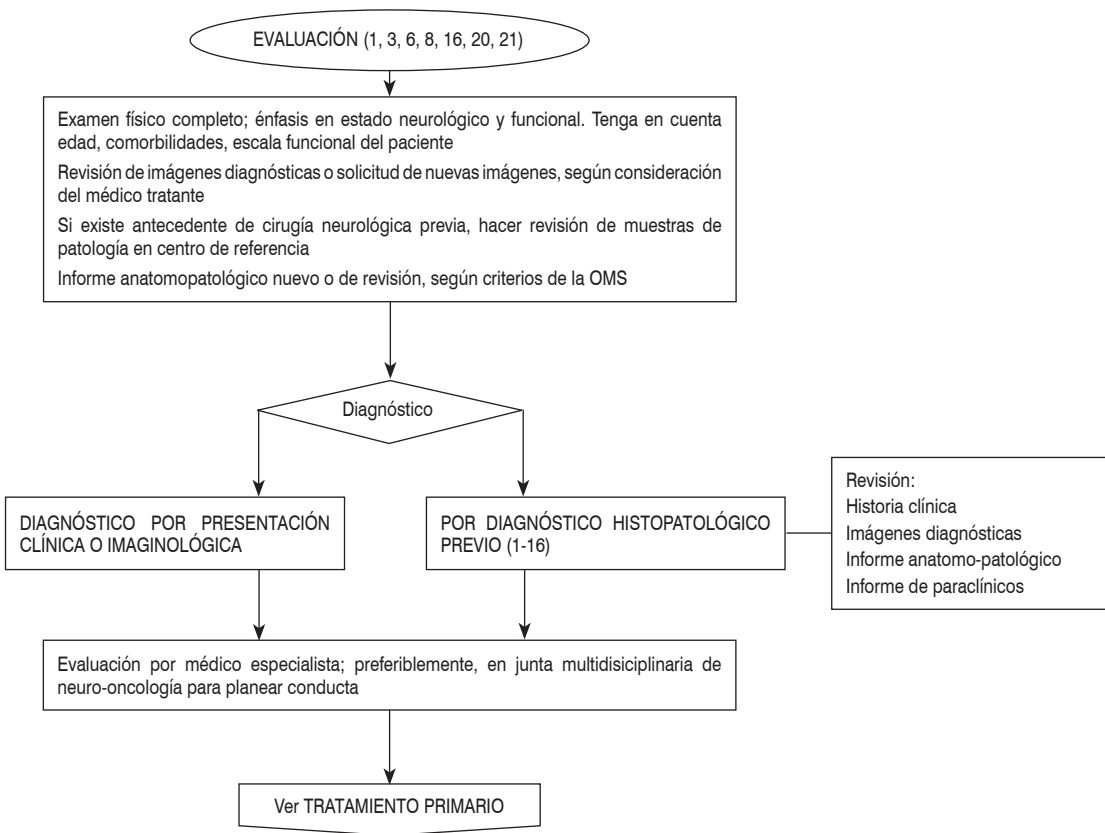 EVALUACIÓN (1, 3, 6, 8, 16, 20, 21)
Examen físico completo; énfasis en estado neurológico y funcional. Tenga en cuenta
edad, comorbilidades, escala funcional del paciente
Revisión de imágenes diagnósticas o solicitud de nuevas imágenes, según consideración
del médico tratante
Si existe antecedente de cirugía neurológica previa, hacer revisión de muestras de
patología en centro de referencia
Informe anatomopatológico nuevo o de revisión, según criterios de la OMS
Diagnóstico
DIAGNÓSTICO POR PRESENTACIÓN
CLÍNICA O IMAGINOLÓGICA
POR DIAGNÓSTICO HISTOPATOLÓGICO
PREVIO (1-16)
Revisión:
Historia clínica
Imágenes diagnósticas
Informe anatomo-patológico
Informe de paraclínicos
Evaluación por médico especialista; preferiblemente, en junta multidisiciplinaria de
neuro-oncología para planear conducta
Ver TRATAMIENTO PRIMARIO